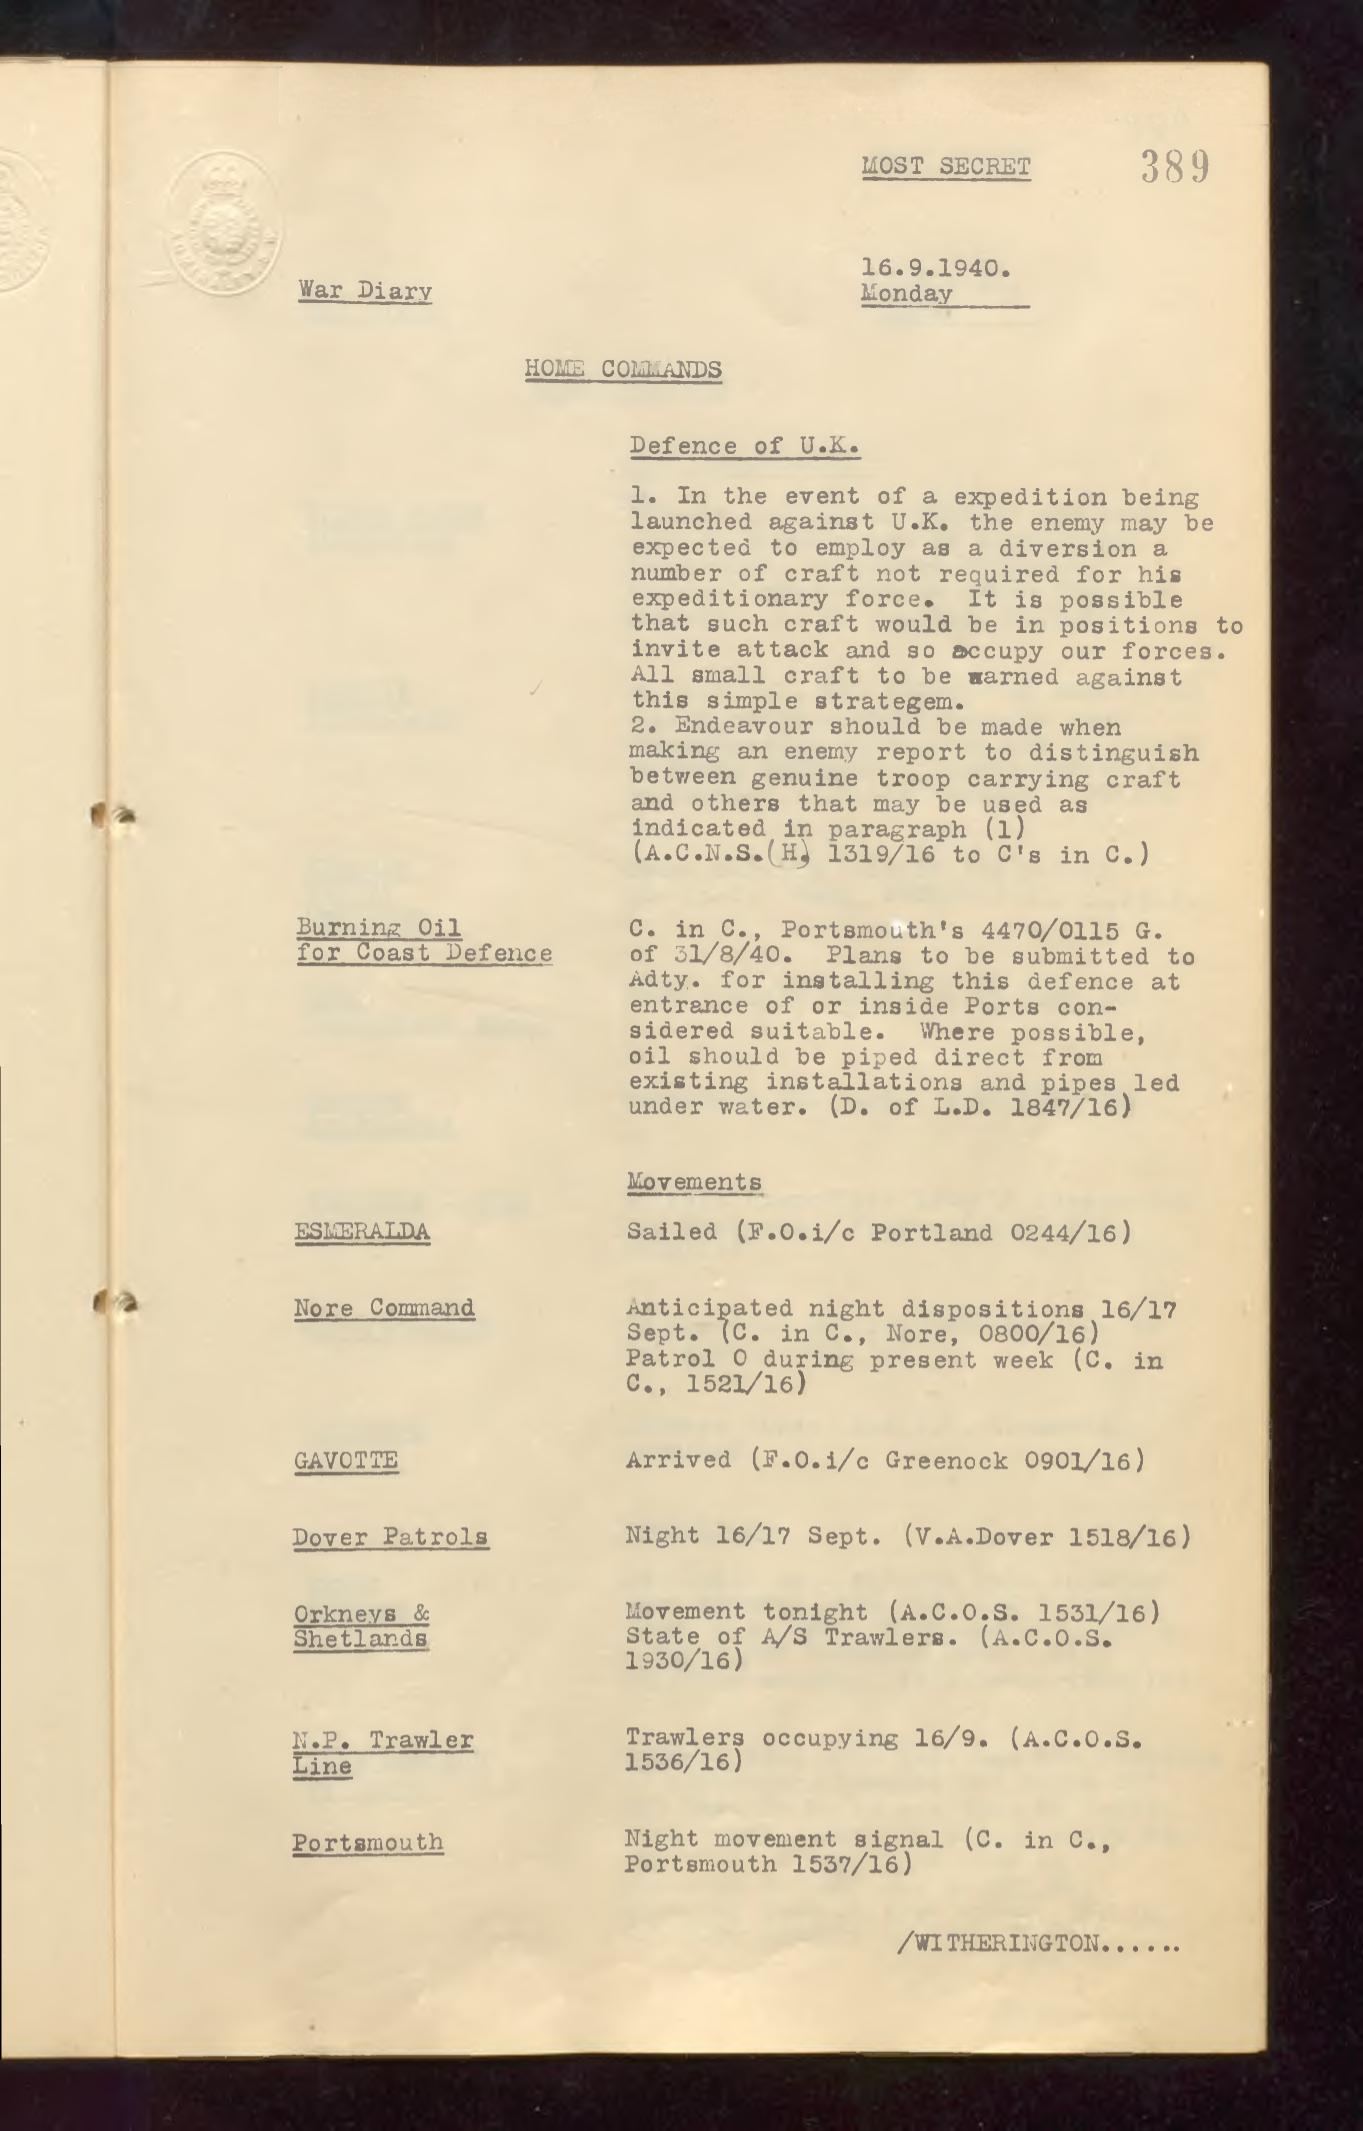 MOST SECRET 389
16.9.1940.
War Diary Monday
HOME COMMANDS
Defence of U.K.
1. In the event of a expedition being
launched against U.K. the enemy may be
expected to employ as a diversion a
number of craft not required for his
expeditionary force. It is possible
that such craft would be in positions to
invite attack and so occupy our forces.
All small craft to be warned against
this simple strategem.
2. Endeavour should be made when
making an enemy report to distinguish
between genuine troop carrying craft
and others that may be used as
indicated in paragraph (1)
(A.C.N.S.(H) 1319/16 to C's in C.)
Burning Oil
for Coast Defence
C. in C., Portsmouth's 4470/0115 G.
of 31/8/40. Plans to be submitted to
Adty. for installing this defence at
entrance of or inside Ports con-
sidered suitable. Where possible,
oil should be piped direct from
existing installations and pipes led
under water. (D. of L.D. 1847/16)
Movements
ESMERALDA Sailed (F.O.i/c Portland 0244/16)
Nore Command Anticipated night dispositions 16/17
Sept. (C. in C., Nore, 0800/16)
Patrol O during present week (C. in
C., 1521/16)
GAVOTTE Arrived (F.O.i/c Greenock 0901/16)
Dover Patrols Night 16/17 Sept. (V.A.Dover 1518/16)
Orkneys &
Shetlands
Movement tonight (A.C.O.S. 1531/16)
State of A/S Trawlers. (A.C.O.S.
1930/16)
N.P. Trawler
Line
Trawlers occupying 16/9. (A.C.O.S.
1536/16)
Portsmouth Night movement signal (C. in C.,
Portsmouth 1537/16)
/WITHERINGTON......